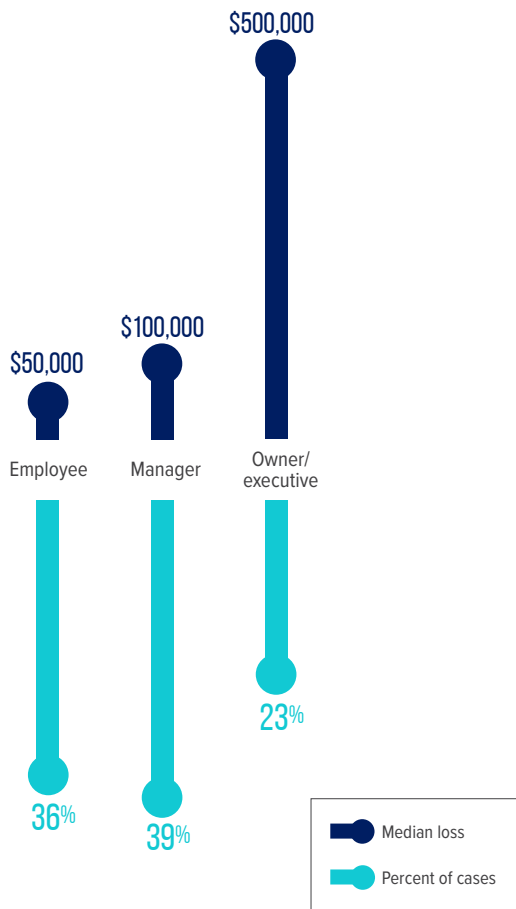 $500,000
$100,000
$50,000
Employee
Manager
Owner/
executive
23%
36%
39%
Median loss
Percent of cases